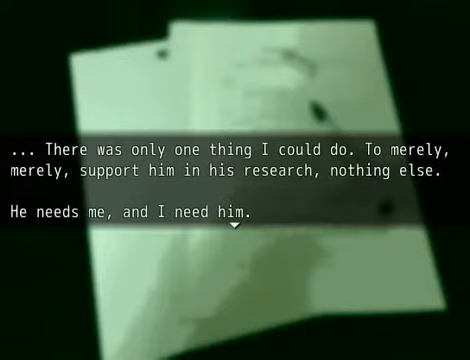 ... There was only one thing I could do. To merely,
merely, support him in his research, nothing else.
He needs me, and I need him.